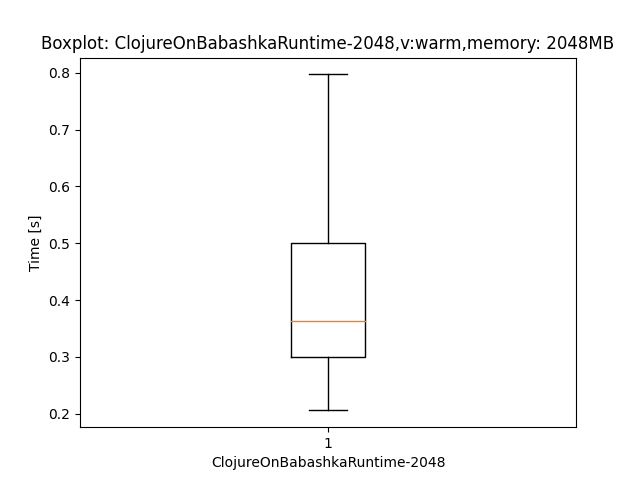 Boxplot: ClojureOnBabashkaRuntime-2048,v:warm,memory: 2048MB
0.8
0.7
0.6
0.5
0.4
0.3
0.2
Time [s]
1
ClojureOnBabashkaRuntime-2048